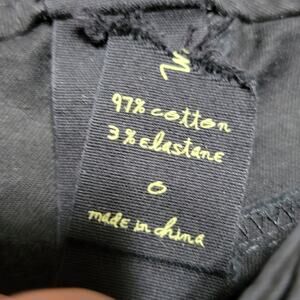 97% cotton
3% elastane
0
made in china